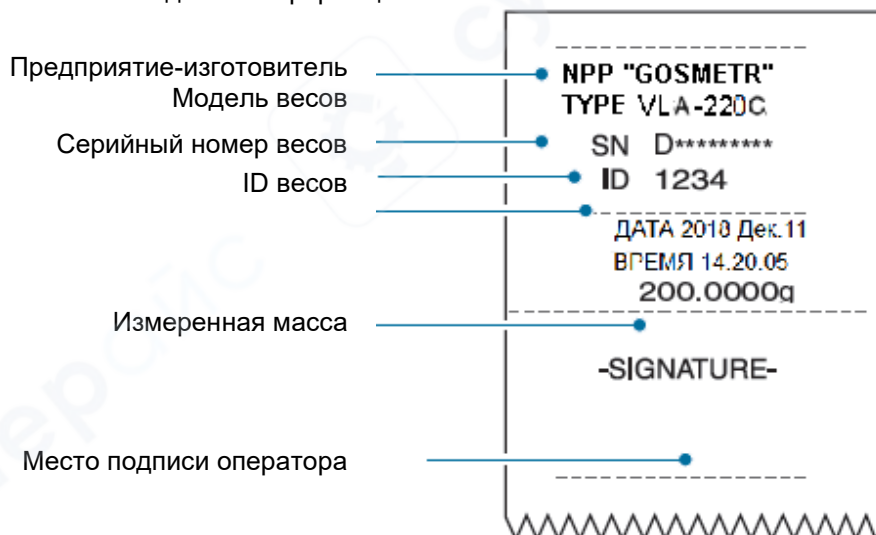 Предприятие-изготовитель
Модель весов
Серийный номер весов
ID весов
Измеренная масса
Место подписи оператора
NPP "GOSMETR"
TYPE VLA-220C
SN D*********
ID 1234
ДАТА 2018 Дек.11
ВРЕМЯ 14.20.05
200.0000g
-SIGNATURE-